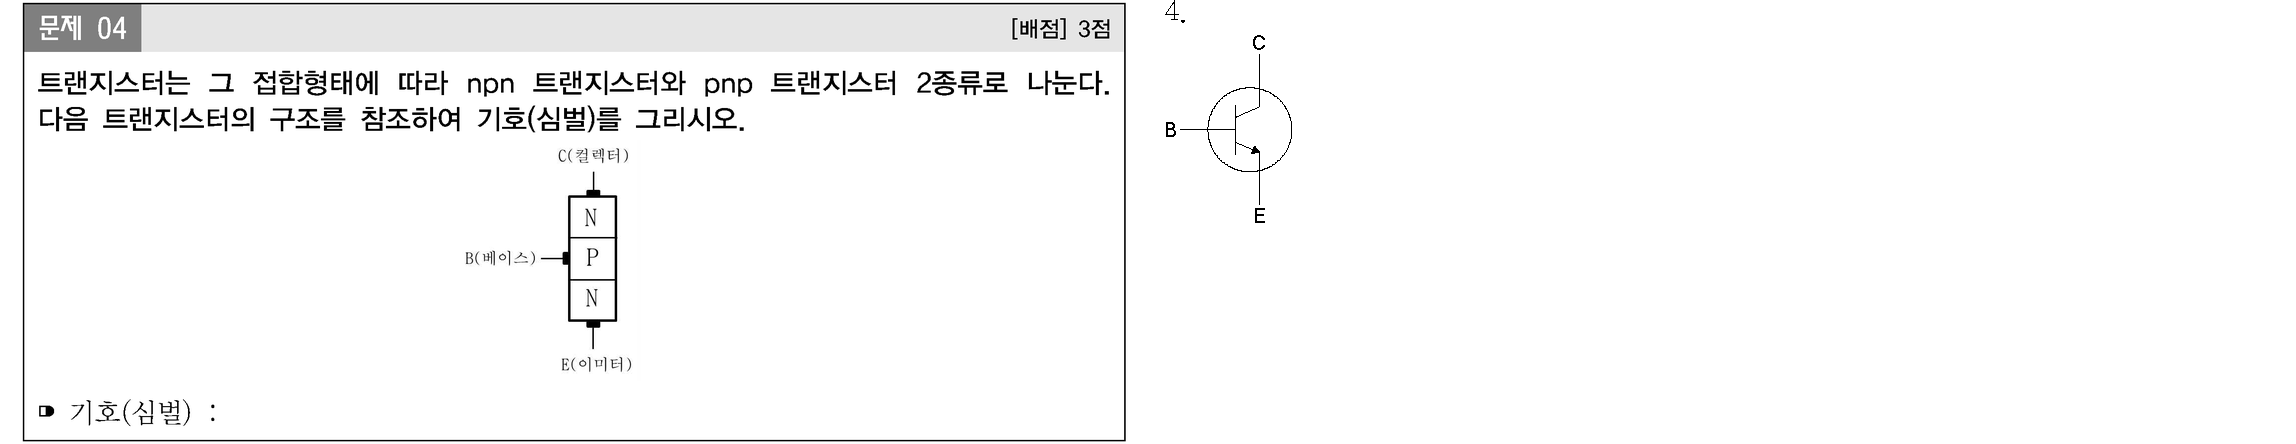 문제 04
[배점] 3점
트랜지스터는 그 접합형태에 따라 npn 트랜지스터와 pnp 트랜지스터 2종류로 나눈다.
다음 트랜지스터의 구조를 참조하여 기호(심벌)를 그리시오.
C(컬렉터)
N
B(베이스)
P
N
E(이미터)
기호(심벌) :
4.
C
B
E